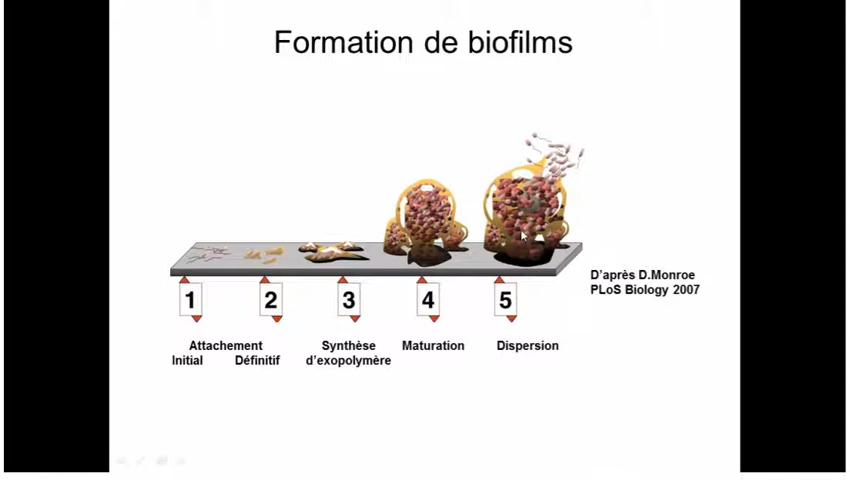 Formation de biofilms
D'après D.Monroe
PLoS Biology 2007
1 2 3 4 5
Attachement Synthèse Maturation Dispersion
Initial Définitif d'exopolymère